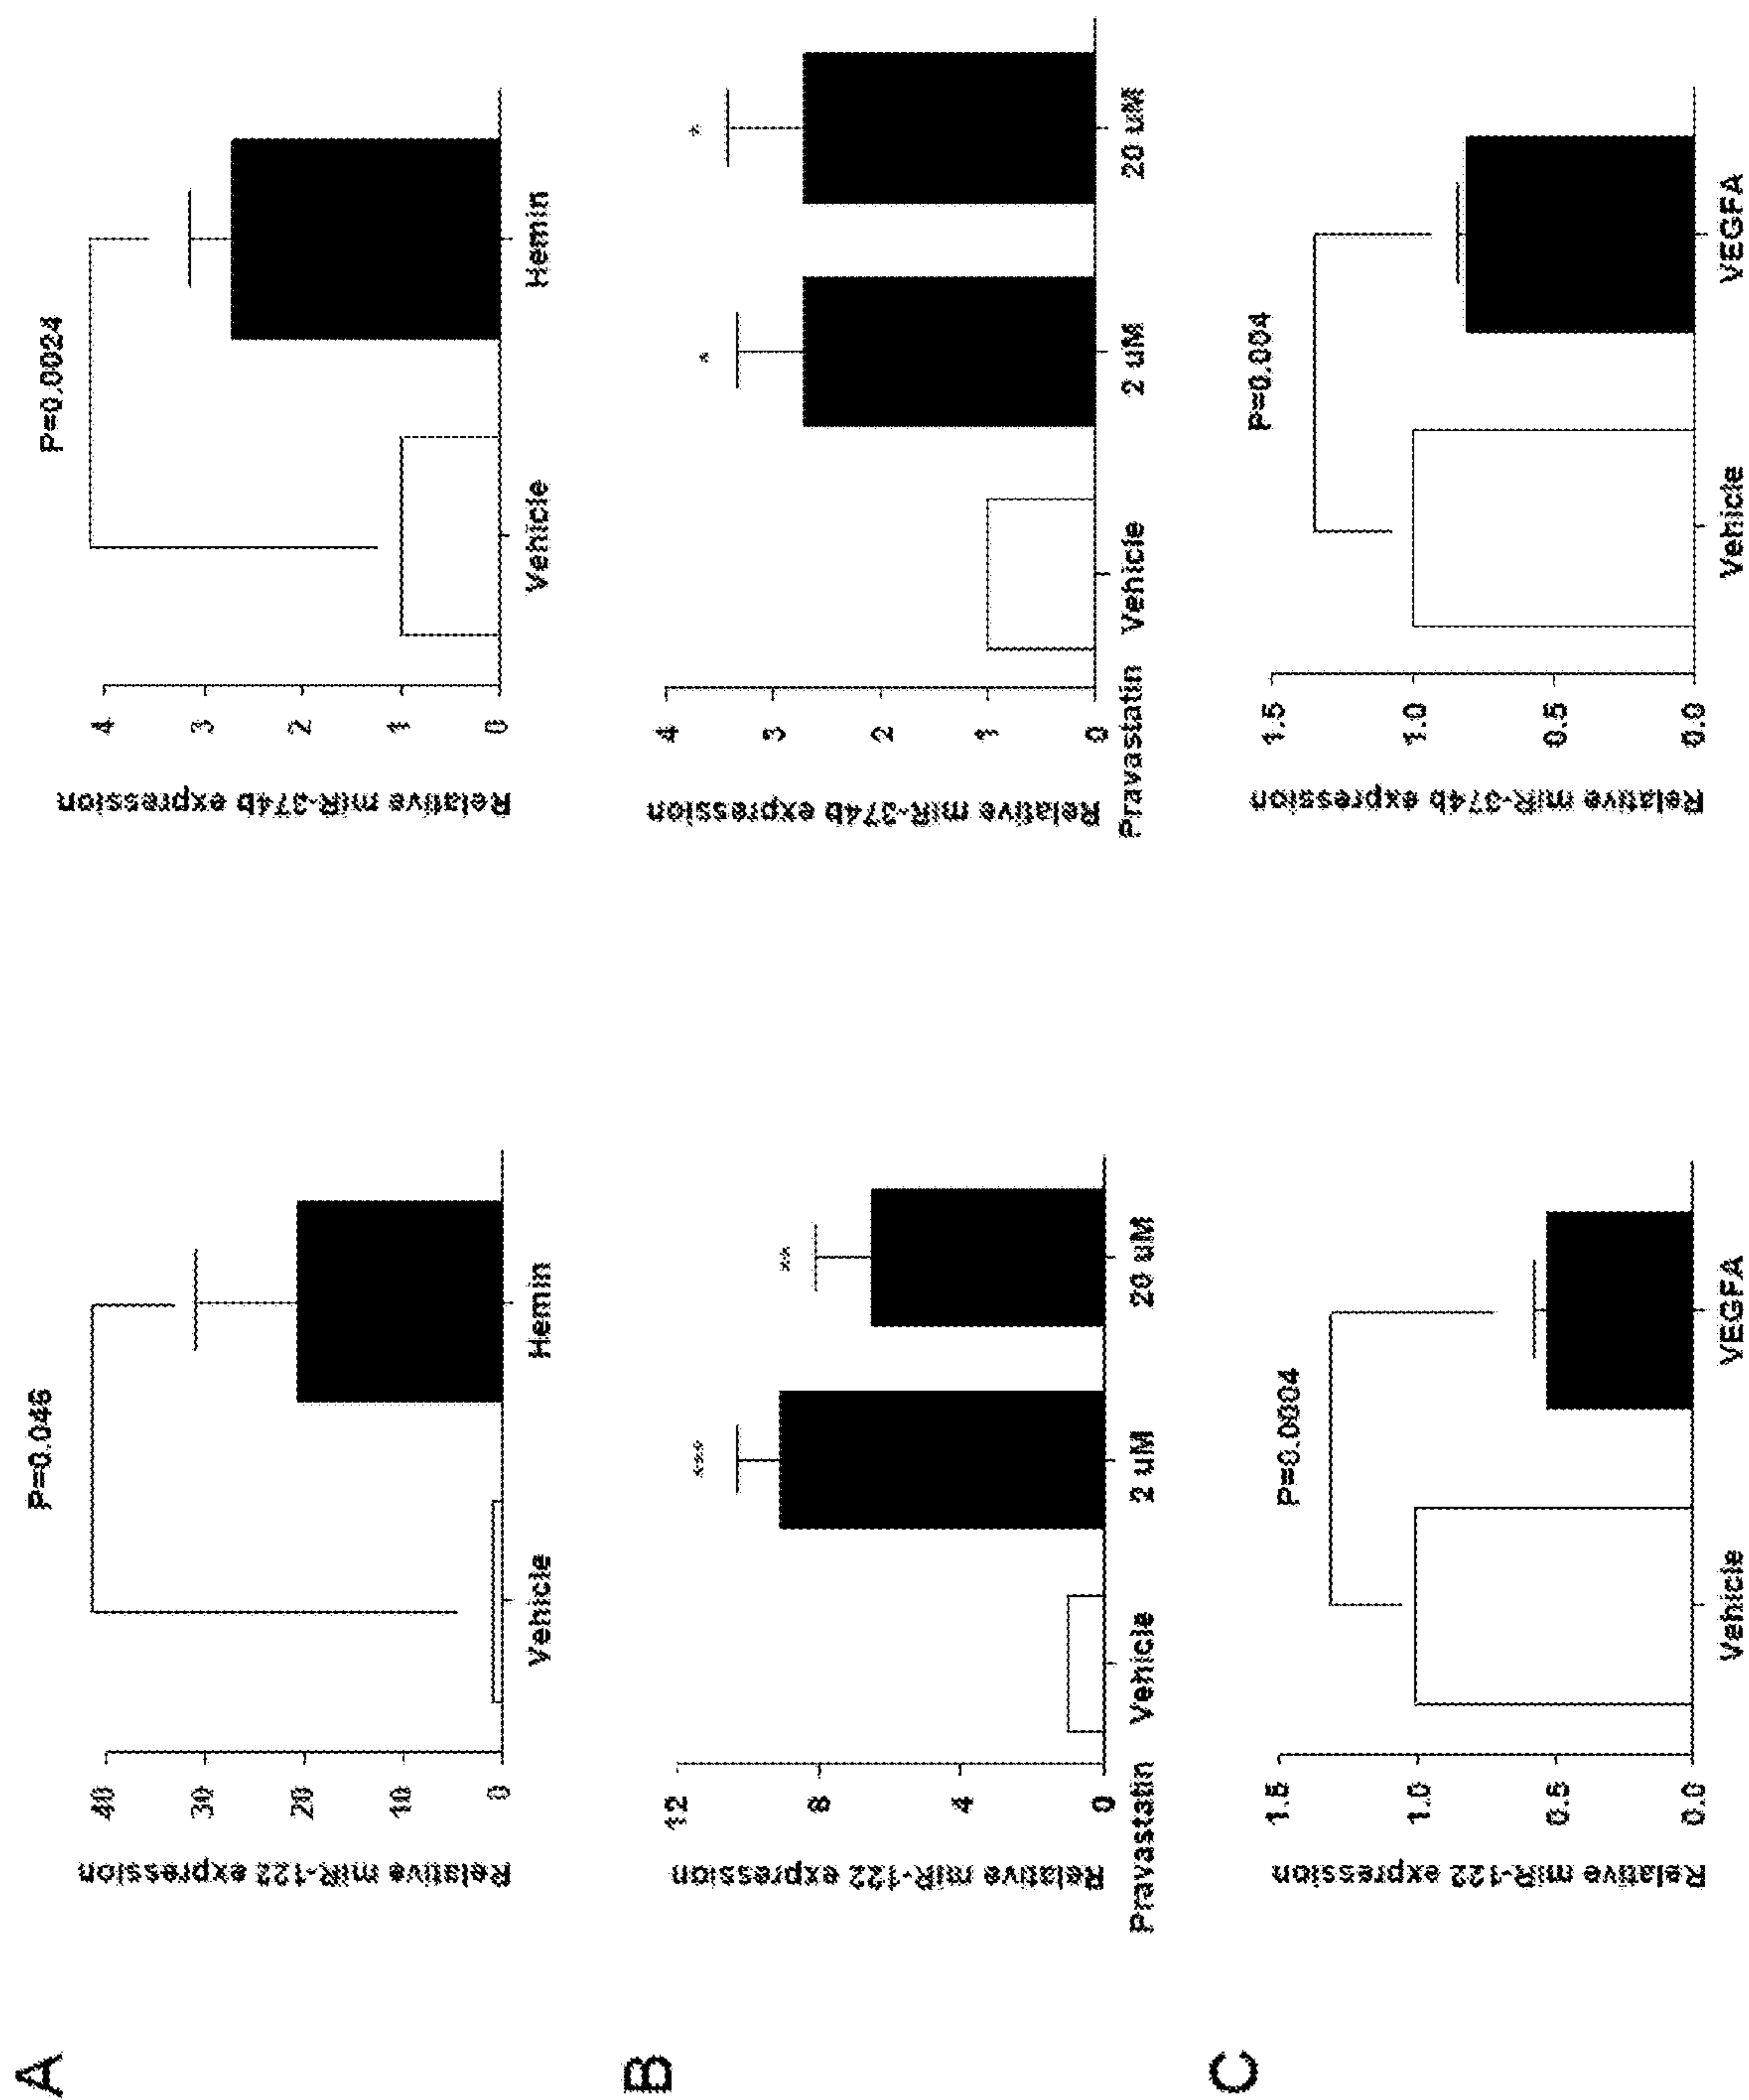 A
P=0.046
Relative miR-122 expression
40
30
20
10
0
Vehicle
Hemin
P=0.0024
Relative miR-374b expression
4
3
2
1
0
Vehicle
Hemin
B
Relative miR-122 expression
12
8
4
0
***
**
Pravastatin Vehicle 2 uM 20 uM
Relative miR-374b expression
4
3
2
1
0
*
*
Pravastatin Vehicle 2 uM 20 uM
C
P=0.0004
Relative miR-122 expression
1.5
1.0
0.5
0.0
Vehicle
VEGFA
P=0.004
Relative miR-374b expression
1.5
1.0
0.5
0.0
Vehicle
VEGFA